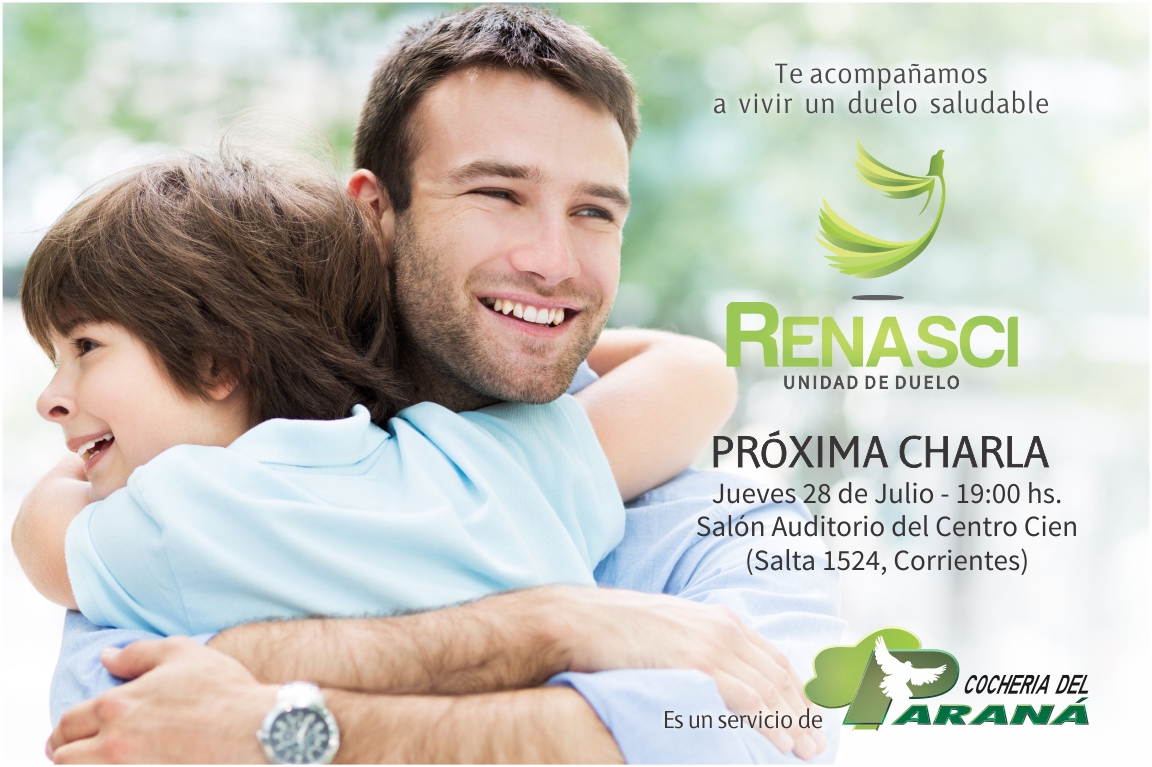 Te acompañamos
a vivir un duelo saludable
RENASCI
UNIDAD DE DUELO
PRÓXIMA CHARLA
Jueves 28 de Julio - 19:00 hs.
Salón Auditorio del Centro Cien
(Salta 1524, Corrientes)
Es un servicio de
COCHERIA DEL
PARANÁ